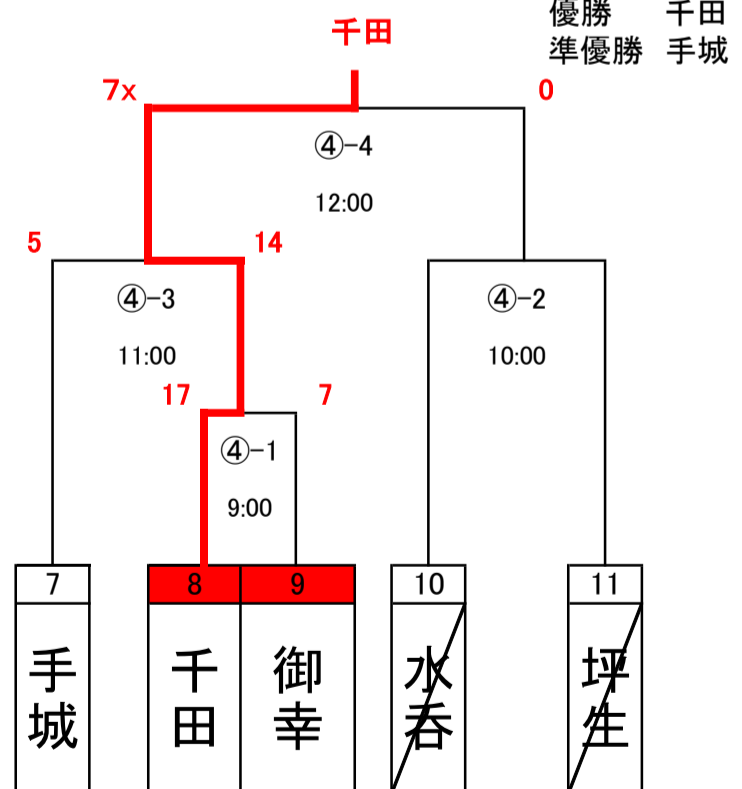 優勝 千田
準優勝 手城
千田
7x 0
④-4
12:00
5 14
④-3 ④-2
11:00 10:00
17 7
④-1
9:00
7 8 9 10 11
手城 千田 御幸 水呑 坪生